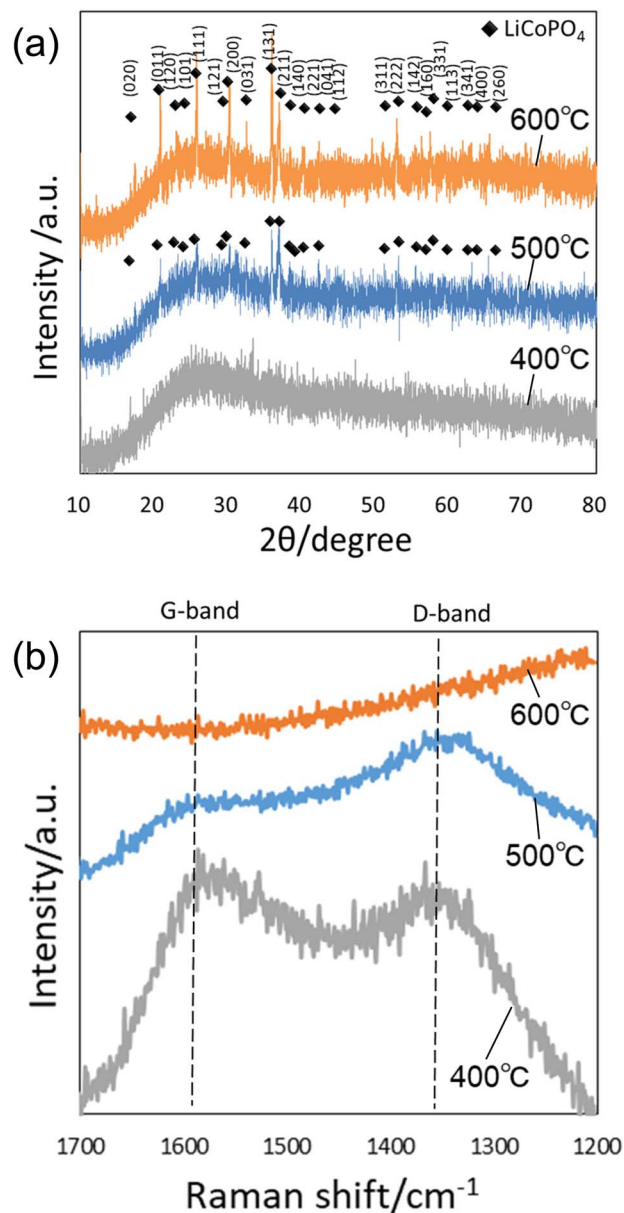 (a)
◆ LiCoPO4
(020)
(011)
(120)
(101)
(111)
(121)
(200)
(031)
(131)
(211)
(140)
(221)
(041)
(112)
(311)
(222)
(142)
(160)
(331)
(113)
(341)
(400)
(260)
600℃
500℃
400℃
Intensity /a.u.
10 20 30 40 50 60 70 80
2θ/degree
G-band D-band
(b)
600℃
500℃
400℃
Intensity/a.u.
1700 1600 1500 1400 1300 1200
Raman shift/cm-1